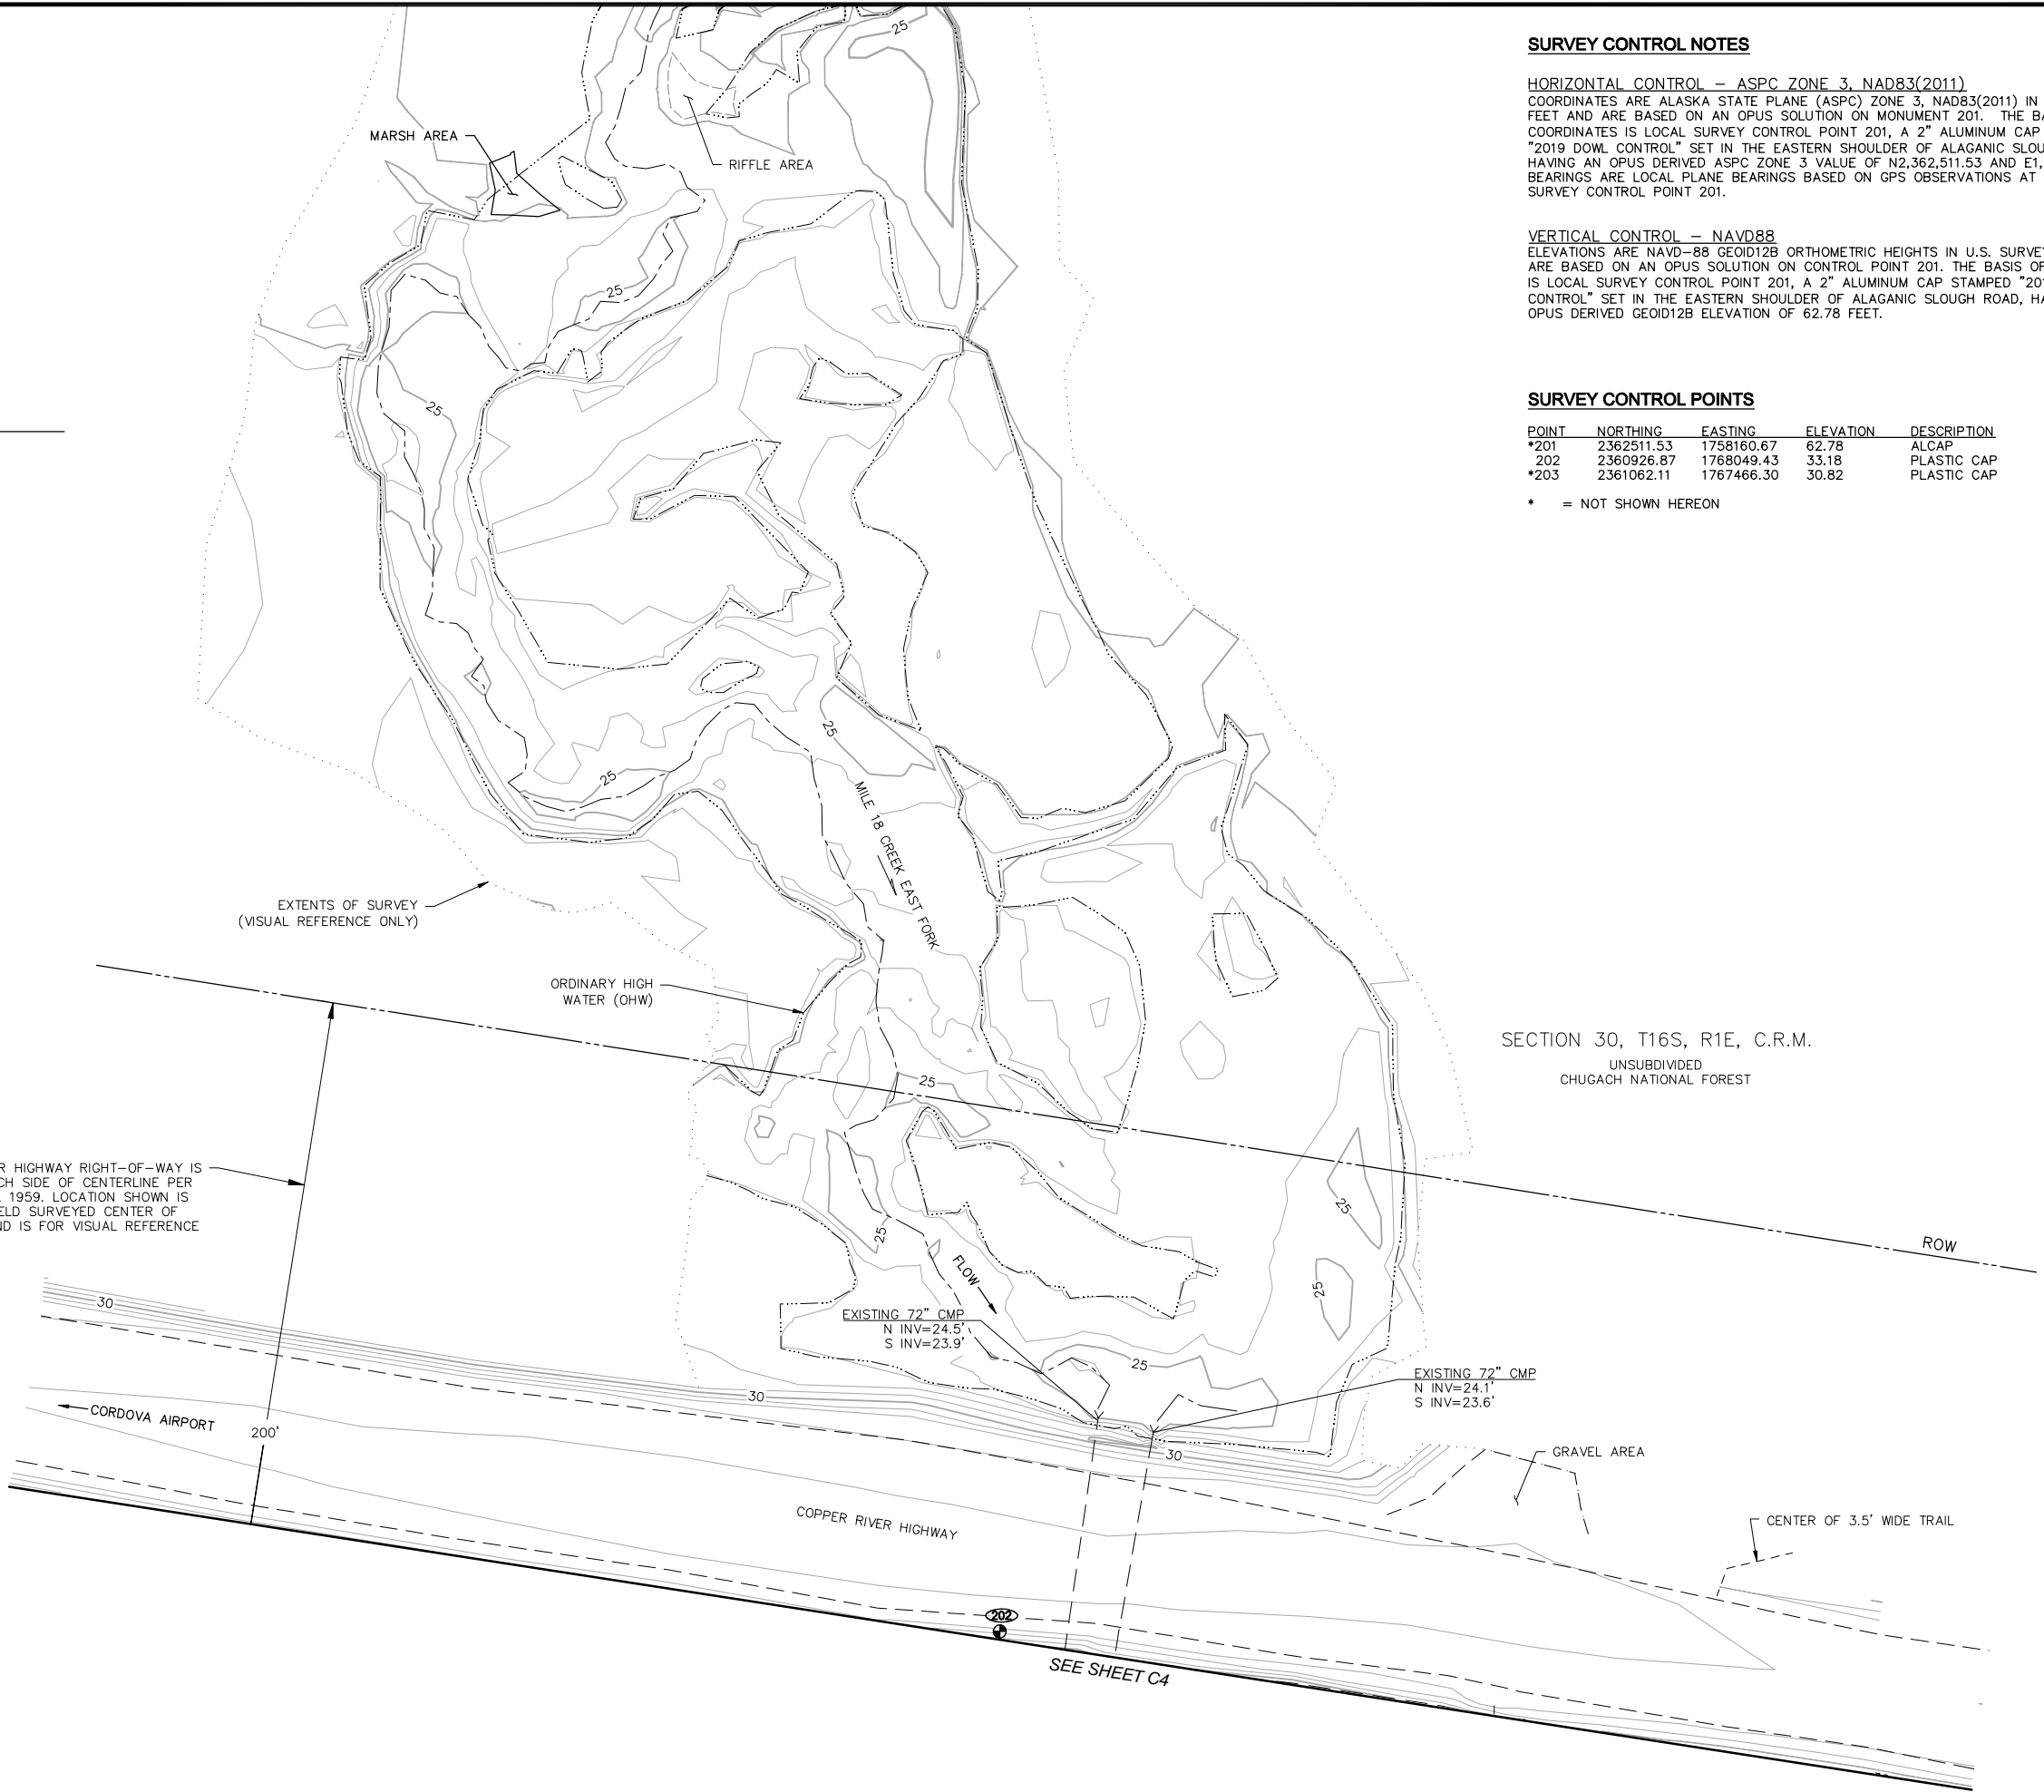 SURVEY CONTROL NOTES
HORIZONTAL CONTROL – ASPC ZONE 3, NAD83(2011)
COORDINATES ARE ALASKA STATE PLANE (ASPC) ZONE 3, NAD83(2011) IN
FEET AND ARE BASED ON AN OPUS SOLUTION ON MONUMENT 201. THE
COORDINATES IS LOCAL SURVEY CONTROL POINT 201, A 2" ALUMINUM CAP
"2019 DOWL CONTROL" SET IN THE EASTERN SHOULDER OF ALAGANIC
HAVING AN OPUS DERIVED ASPC ZONE 3 VALUE OF N2,362,511.53 AND E1,
BEARINGS ARE LOCAL PLANE BEARINGS BASED ON GPS OBSERVATIONS AT
SURVEY CONTROL POINT 201.
VERTICAL CONTROL – NAVD88
ELEVATIONS ARE NAVD–88 GEOID12B ORTHOMETRIC HEIGHTS IN U.S.
ARE BASED ON AN OPUS SOLUTION ON CONTROL POINT 201. THE BASIS OF
IS LOCAL SURVEY CONTROL POINT 201, A 2" ALUMINUM CAP STAMPED
CONTROL" SET IN THE EASTERN SHOULDER OF ALAGANIC SLOUGH ROAD,
OPUS DERIVED GEOID12B ELEVATION OF 62.78 FEET.
SURVEY CONTROL POINTS
POINT NORTHING EASTING ELEVATION DESCRIPTION
*201 2362511.53 1758160.67 62.78 ALCAP
202 2360926.87 1768049.43 33.18 PLASTIC CAP
*203 2361062.11 1767466.30 30.82 PLASTIC CAP
* = NOT SHOWN HEREON
25
MARSH AREA
RIFFLE AREA
25
25
25
25
MILE 18 CREEK EAST FORK
EXTENTS OF SURVEY
(VISUAL REFERENCE ONLY)
ORDINARY HIGH
WATER (OHW)
SECTION 30, T16S, R1E, C.R.M.
UNSUBDIVIDED
CHUGACH NATIONAL FOREST
25
HIGHWAY RIGHT–OF–WAY IS
SIDE OF CENTERLINE PER
1959. LOCATION SHOWN IS
SURVEYED CENTER OF
IS FOR VISUAL REFERENCE
25
25
ROW
FLOW
25
30
EXISTING 72" CMP
N INV=24.5'
S INV=23.9'
25
EXISTING 72" CMP
N INV=24.1'
S INV=23.6'
30
CORDOVA AIRPORT
200'
30
GRAVEL AREA
COPPER RIVER HIGHWAY
CENTER OF 3.5' WIDE TRAIL
202
SEE SHEET C4